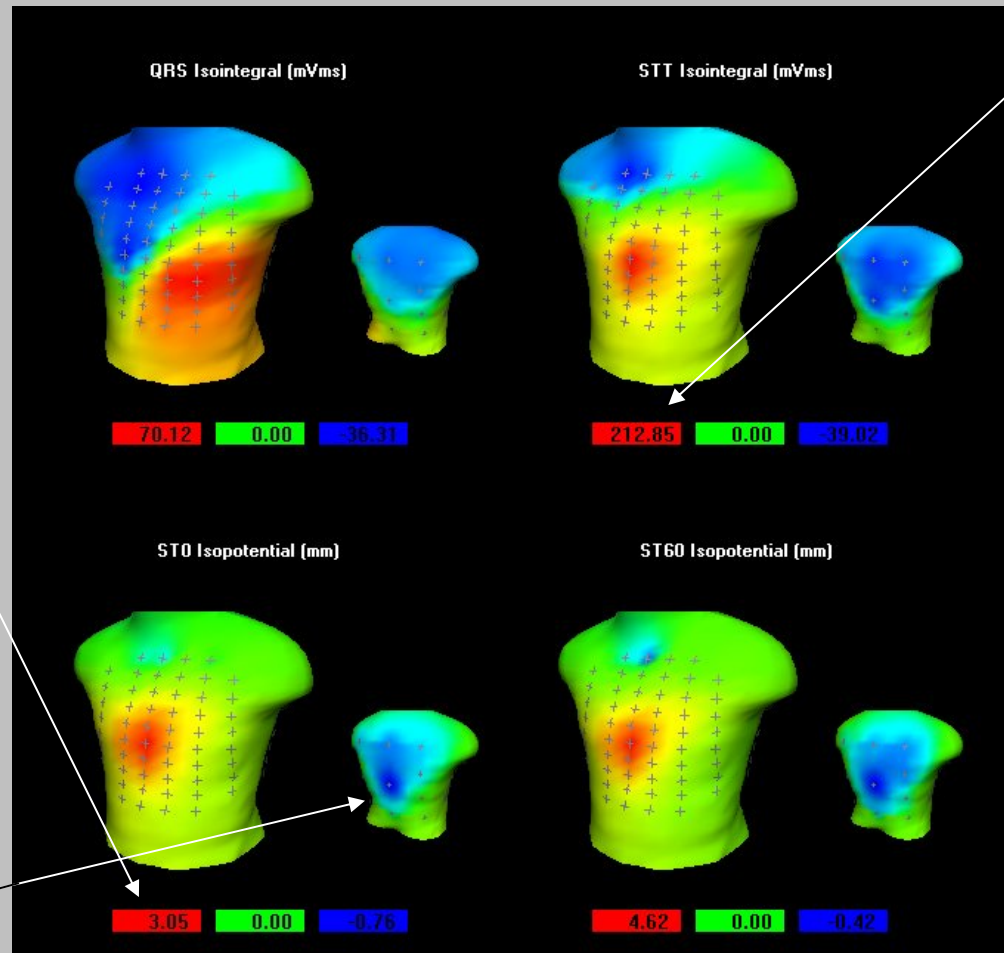 QRS Isointegral (mVms)
STT Isointegral (mVms)
70.12 0.00 -36.31
212.85 0.00 -39.02
ST0 Isopotential (mm)
ST60 Isopotential (mm)
3.05 0.00 -0.76
4.62 0.00 -0.42